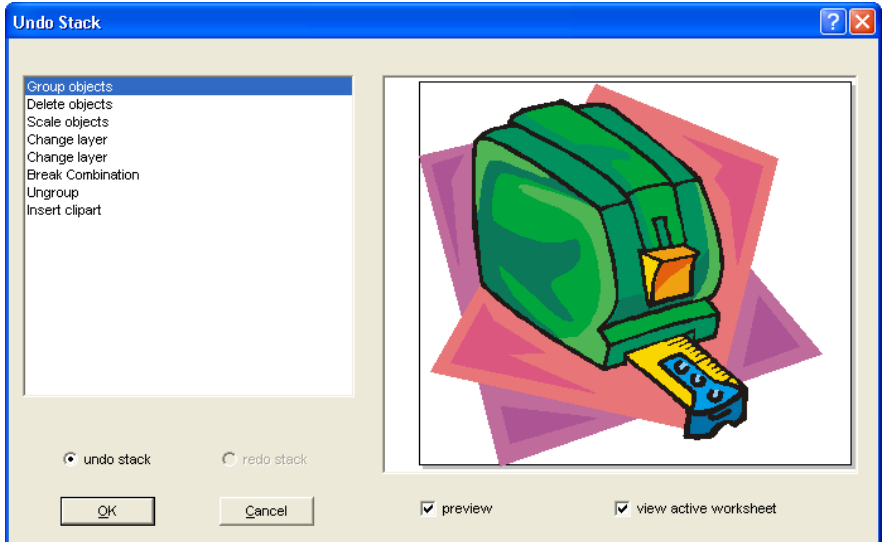 Undo Stack
Group objects
Delete objects
Scale objects
Change layer
Change layer
Break Combination
Ungroup
Insert clipart
undo stack
redo stack
OK
Cancel
preview
view active worksheet